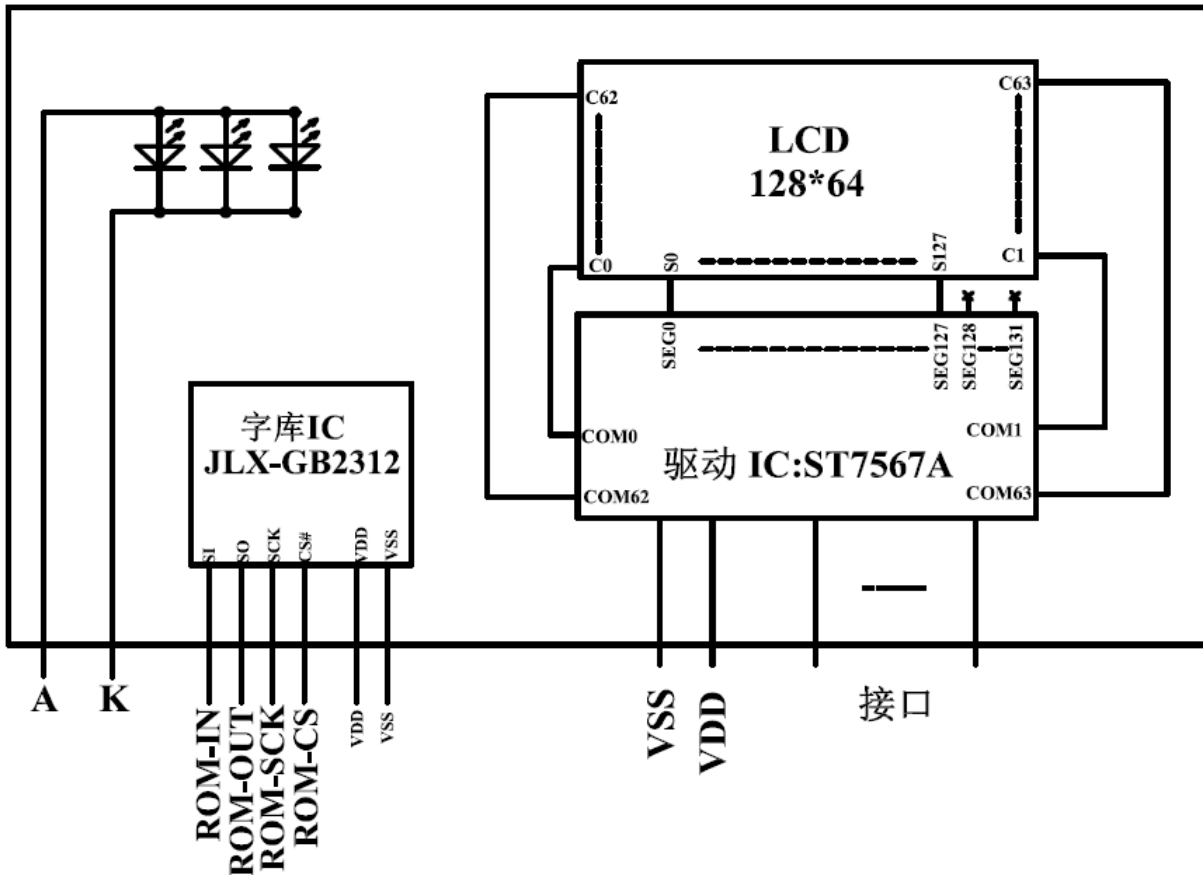 C62
C63
LCD
128*64
C0
S0
S127
C1
SEG0
SEG127
SEG128
SEG131
字库IC
JLX-GB2312
SI
SO
SCK
CS#
VDD
VSS
COM0
COM1
驱动 IC:ST7567A
COM62
COM63
A
K
ROM-IN
ROM-OUT
ROM-SCK
ROM-CS
VDD
VSS
VSS
VDD
接口